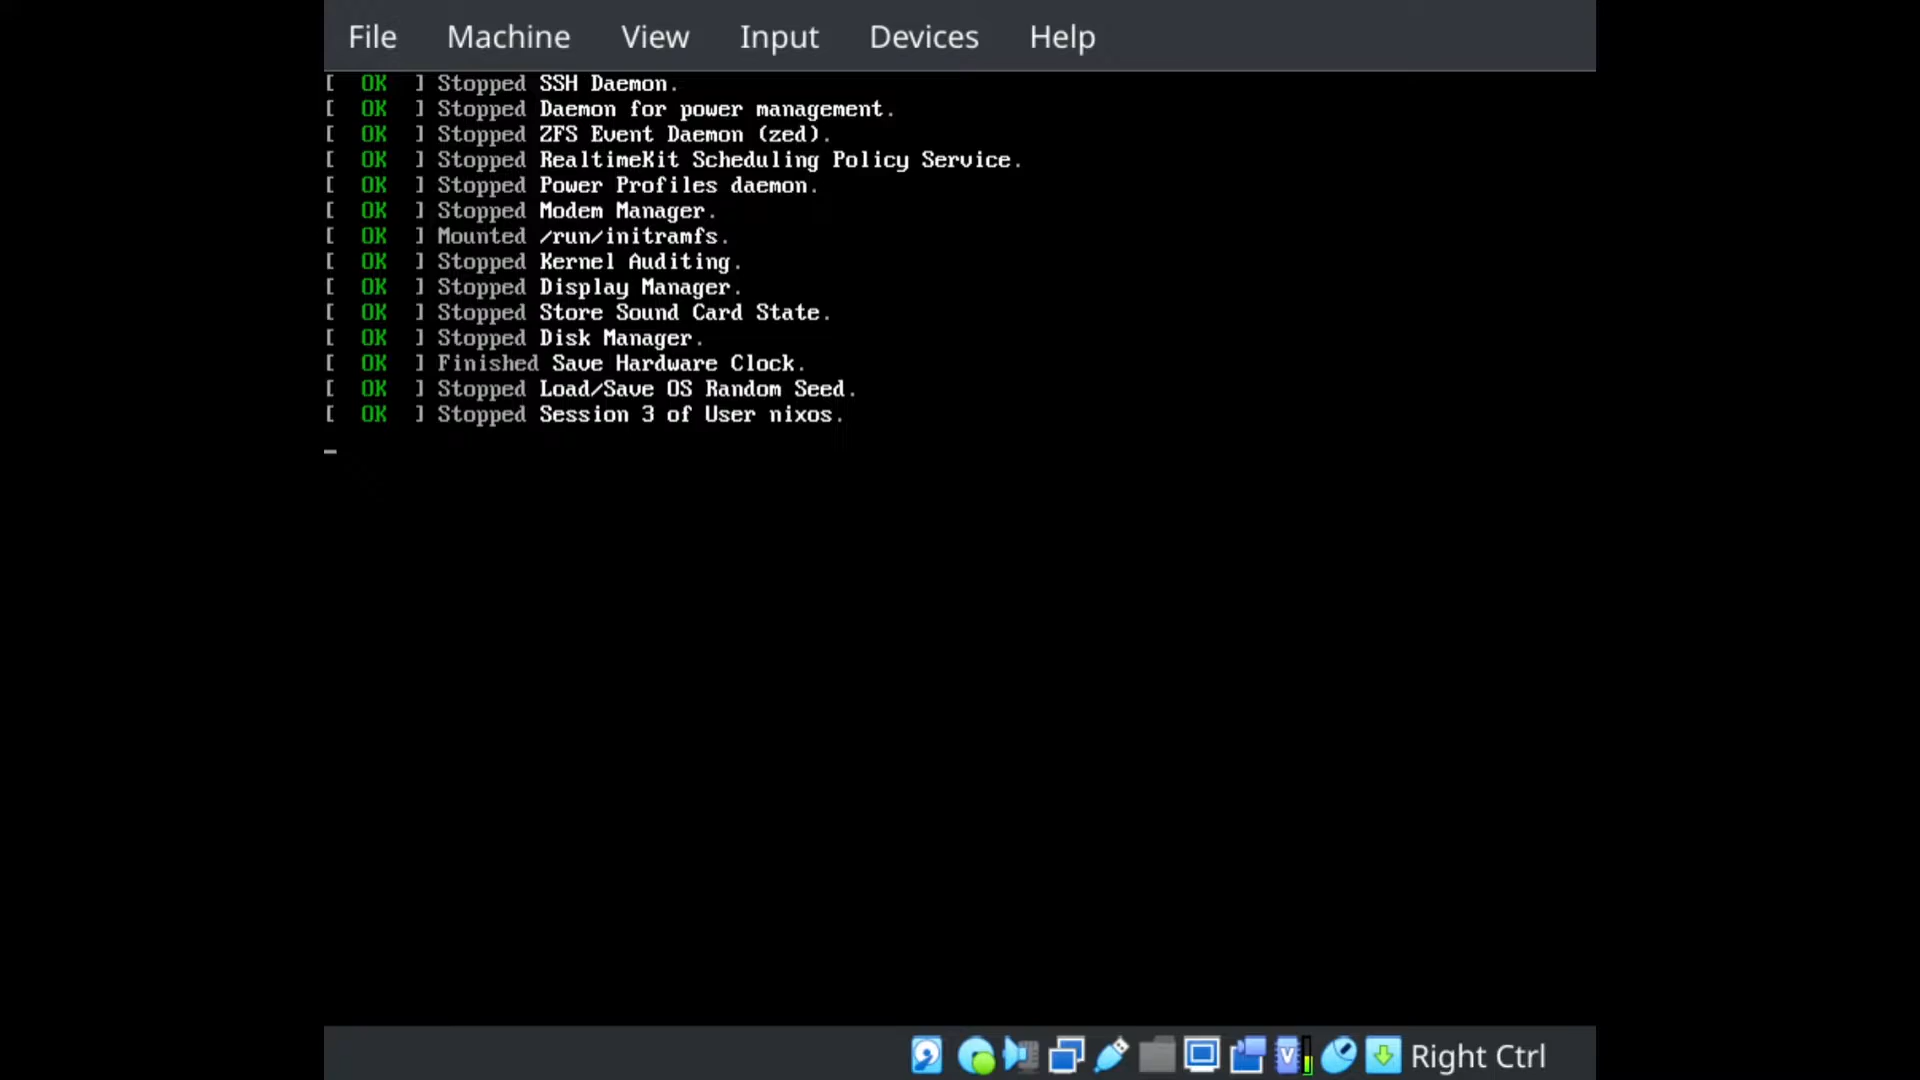 File Machine View Input Devices Help
[ OK ] Stopped SSH Daemon.
[ OK ] Stopped Daemon for power management.
[ OK ] Stopped ZFS Event Daemon (zed).
[ OK ] Stopped RealtimeKit Scheduling Policy Service.
[ OK ] Stopped Power Profiles daemon.
[ OK ] Stopped Modem Manager.
[ OK ] Mounted /run/initramfs.
[ OK ] Stopped Kernel Auditing.
[ OK ] Stopped Display Manager.
[ OK ] Stopped Store Sound Card State.
[ OK ] Stopped Disk Manager.
[ OK ] Finished Save Hardware Clock.
[ OK ] Stopped Load/Save OS Random Seed.
[ OK ] Stopped Session 3 of User nixos.
Right Ctrl